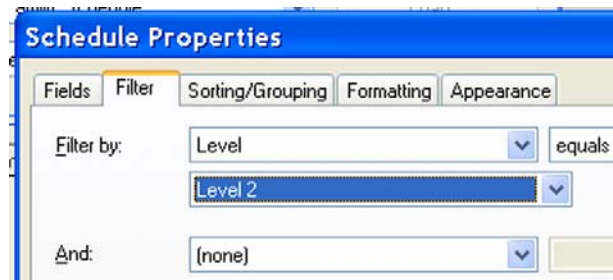 Schedule Properties
Fields Filter Sorting/Grouping Formatting Appearance
Filter by: Level equals
Level 2
And: (none)